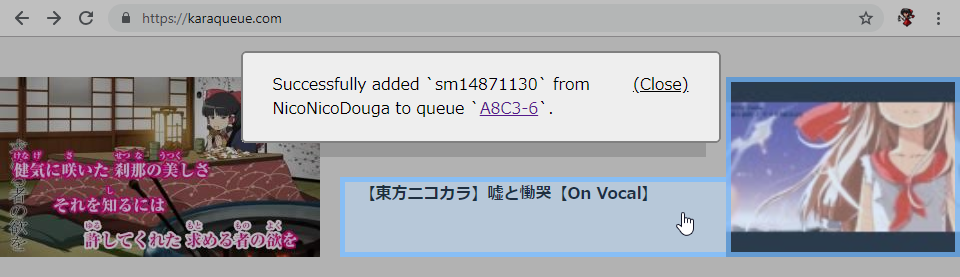 https://karaqueue.com
Successfully added `sm14871130` from
(Close)
NicoNicoDouga to queue `A8C3-6`.
けなげ さ せつな うつく
健気に咲いた 刹那の美しさ
し
それを知るには
ゆる もと もの よく
許してくれた 求める者の欲を
者の欲を
【東方ニコカラ】嘘と慟哭【On Vocal】